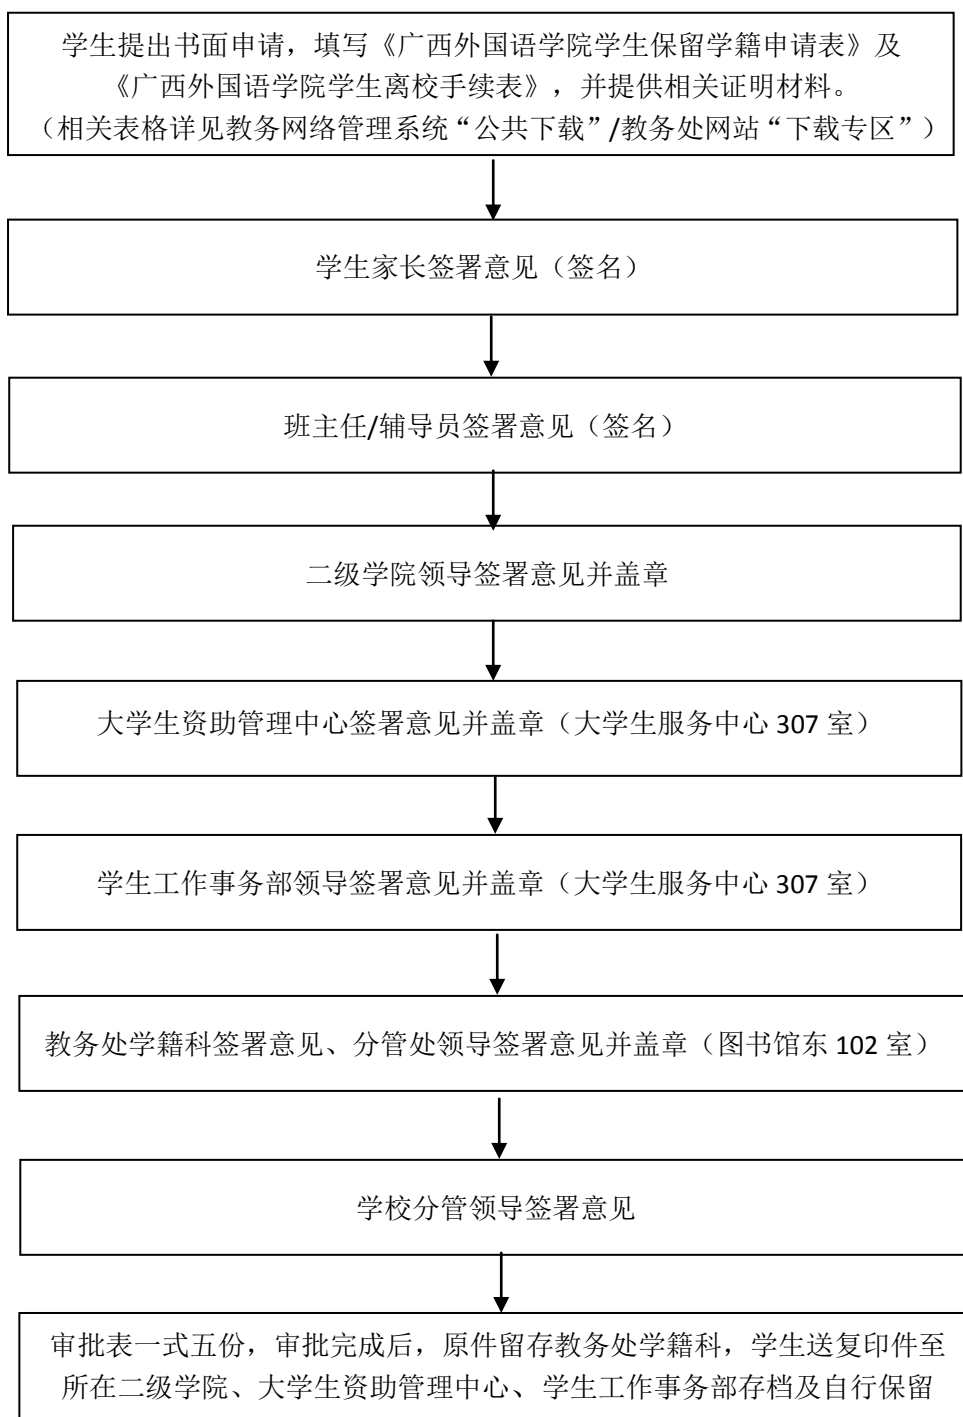 学生提出书面申请，填写《广西外国语学院学生保留学籍申请表》及
《广西外国语学院学生离校手续表》，并提供相关证明材料。
（相关表格详见教务网络管理系统“公共下载”/教务处网站“下载专区”）
学生家长签署意见（签名）
班主任/辅导员签署意见（签名）
二级学院领导签署意见并盖章
大学生资助管理中心签署意见并盖章（大学生服务中心 307 室）
学生工作事务部领导签署意见并盖章（大学生服务中心 307 室）
教务处学籍科签署意见、分管处领导签署意见并盖章（图书馆东 102 室）
学校分管领导签署意见
审批表一式五份，审批完成后，原件留存教务处学籍科，学生送复印件至
所在二级学院、大学生资助管理中心、学生工作事务部存档及自行保留